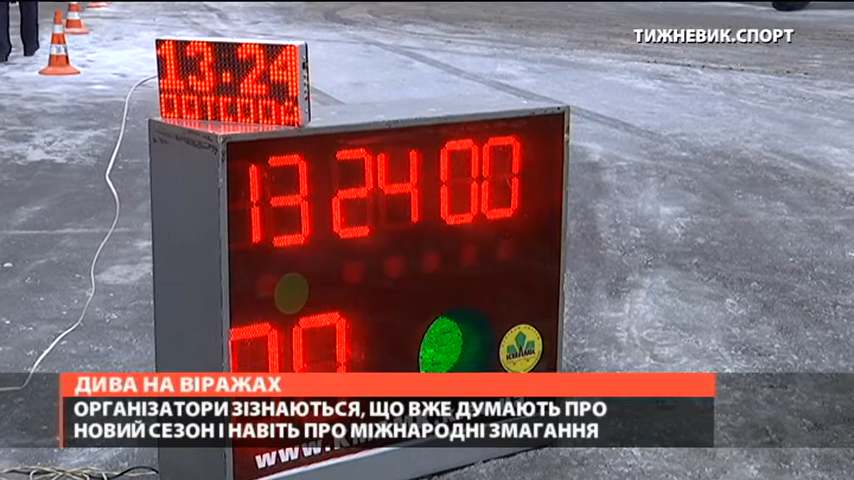 ТИЖНЕВИК.СПОРТ
13:24
13 24 00
КМАМК
ДИВА НА ВІРАЖАХ
ОРГАНІЗАТОРИ ЗІЗНАЮТЬСЯ, ЩО ВЖЕ ДУМАЮТЬ ПРО
НОВИЙ СЕЗОН І НАВІТЬ ПРО МІЖНАРОДНІ ЗМАГАННЯ